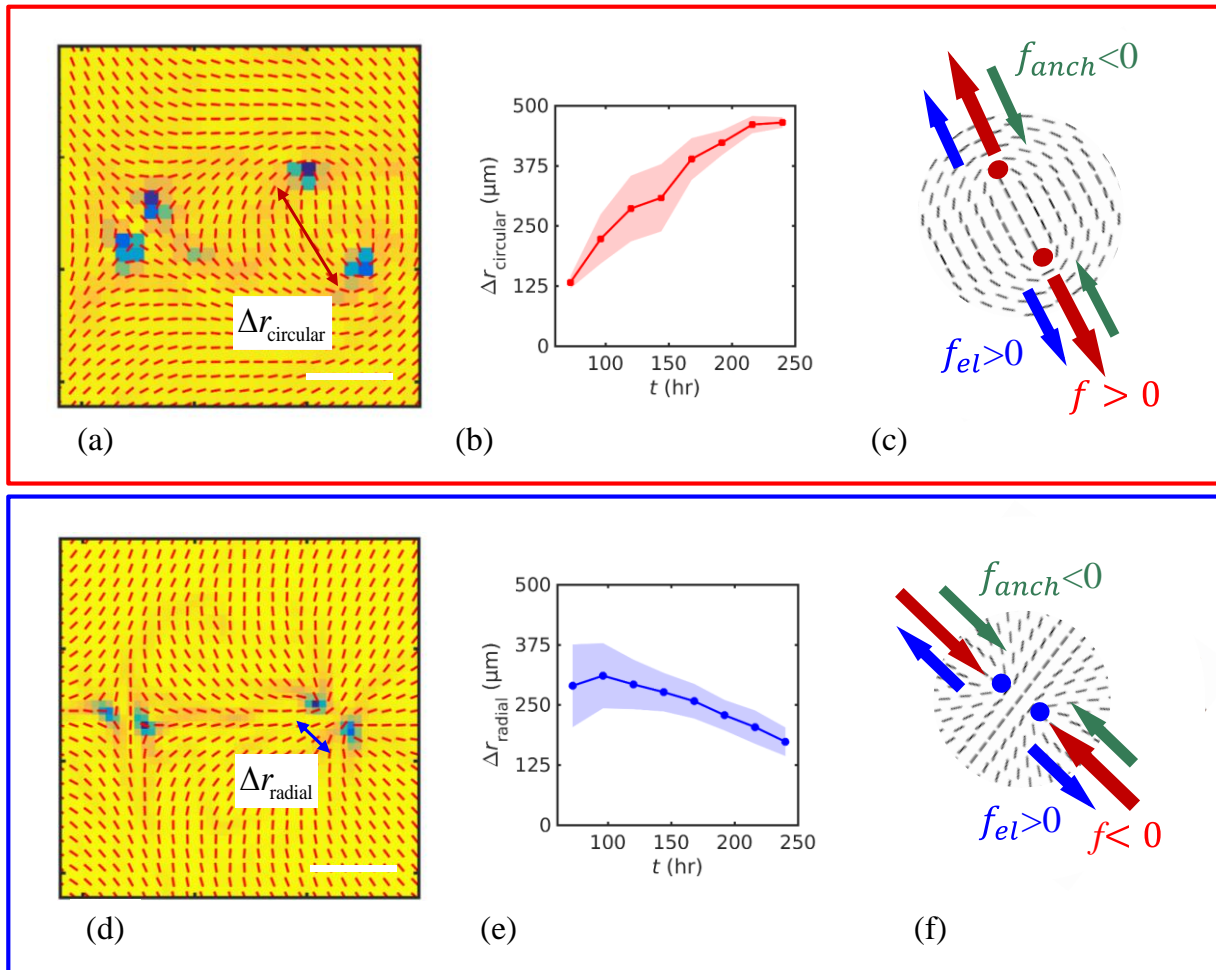 Δr_circular
(a)
500
375
250
125
0
100
150
200
250
Δr_circular (μm)
t (hr)
(b)
f_anch<0
f_el>0
f > 0
(c)
Δr_radial
(d)
500
375
250
125
0
100
150
200
250
Δr_radial (μm)
t (hr)
(e)
f_anch<0
f_el>0
f< 0
(f)